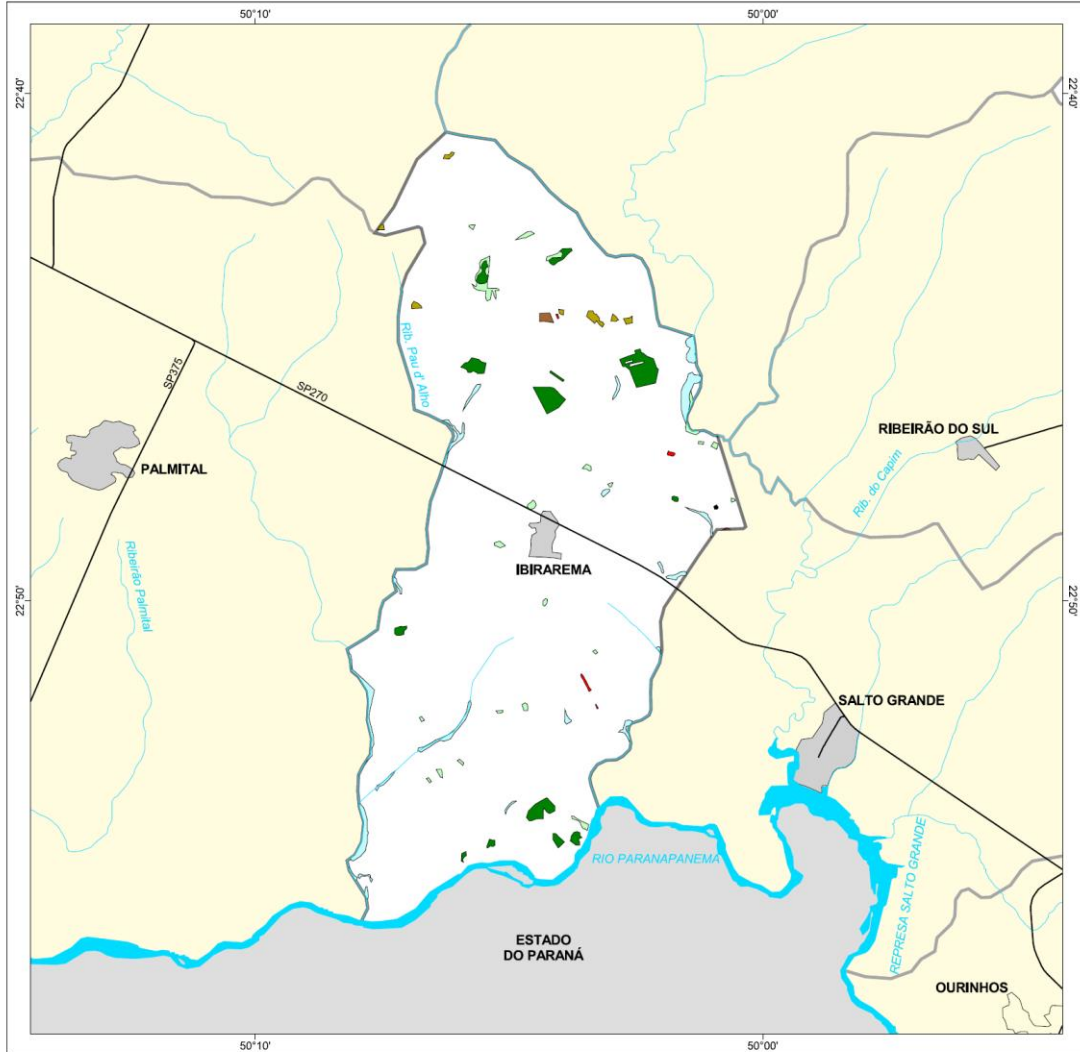 50°10'
50°00'
22°40'
22°40'
Rib. Pau d' Alho
SP375
SP270
RIBEIRÃO DO SUL
PALMITAL
Rib. do Capim
Ribeirão Palmital
IBIRAREMA
22°50'
22°50'
SALTO GRANDE
RIO PARANAPANEMA
REPRESA SALTO GRANDE
ESTADO
DO PARANÁ
OURINHOS
50°10'
50°00'